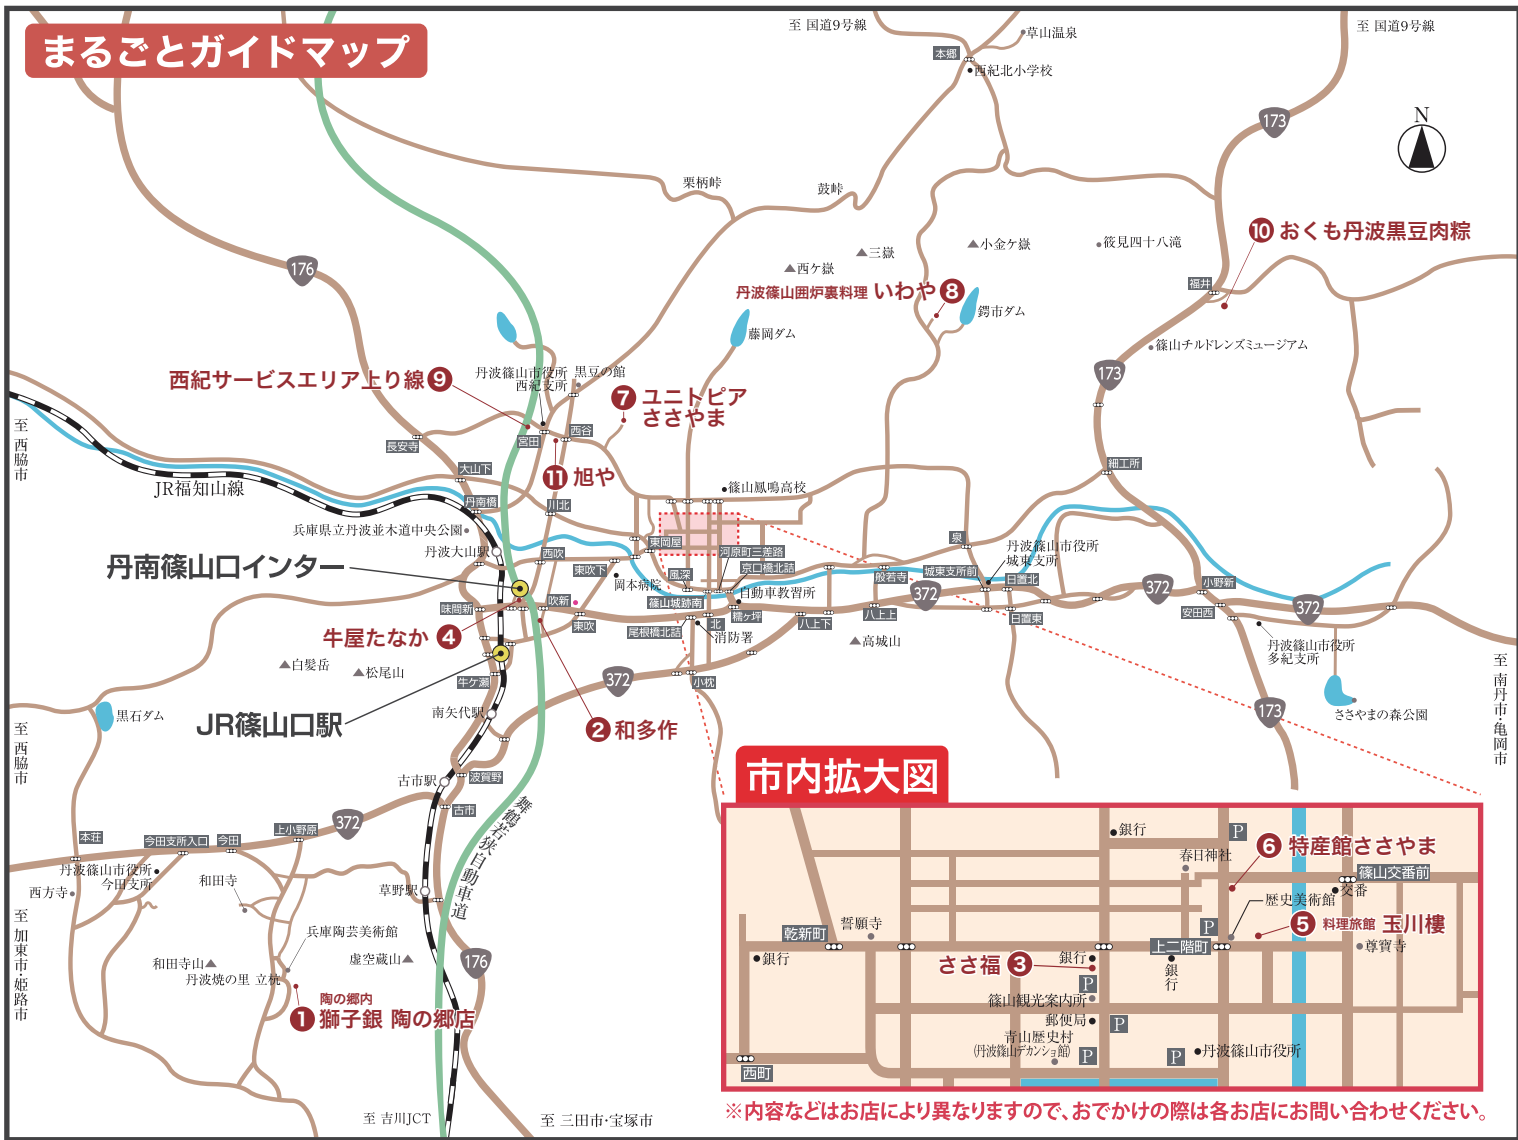 まるごとガイドマップ
至 国道9号線
草山温泉
本郷
西紀北小学校
至 国道9号線
173
N
栗柄峠
鼓峠
176
三嶽
西ケ嶽
小金ケ嶽
筱見四十八滝
10 おくも丹波黒豆肉粽
福井
丹波篠山囲炉裏料理 いわや 8
鍔市ダム
藤岡ダム
篠山チルドレンズミュージアム
173
西紀サービスエリア上り線 9
丹波篠山市役所
西紀支所
黒豆の館
7 ユニトピア
ささやま
長安寺
宮田
西谷
至 西脇市
大山下
11 旭や
細工所
JR福知山線
丹南橋
川北
篠山鳳鳴高校
兵庫県立丹波並木道中央公園
丹波大山駅
西吹
東岡屋
河原町三差路
泉
丹波篠山市役所
城東支所
丹南篠山口インター
東吹下
岡本病院
風深
京口橋北詰
般若寺
城東支所前
日置北
372
小野新
味間新
吹新
篠山城跡南
自動車教習所
372
安田西
372
東吹
尾根橋北詰
北
糯ケ坪
八上下
八上上
日置東
牛屋たなか 4
消防署
高城山
丹波篠山市役所
多紀支所
至 南丹市・亀岡市
白髪岳
松尾山
牛ケ瀬
372
小枕
黒石ダム
南矢代駅
JR篠山口駅
2 和多作
173
ささやまの森公園
至 西脇市
古市駅
波賀野
古市
舞鶴若狭自動車道
本荘
今田支所入口
今田
上小野原
372
丹波篠山市役所
今田支所
西方寺
和田寺
草野駅
至 加東市・姫路市
兵庫陶芸美術館
和田寺山
丹波焼の里 立杭
虚空蔵山
176
陶の郷内
1 獅子銀 陶の郷店
至 吉川JCT
至 三田市・宝塚市
市内拡大図
銀行
P
6 特産館ささやま
春日神社
篠山交番前
交番
歴史美術館
乾新町
誓願寺
P
5 料理旅館 玉川樓
上二階町
尊寶寺
銀行
ささ福 3
銀行
銀行
P
篠山観光案内所
郵便局
P
青山歴史村
(丹波篠山デカンショ館)
P
P
丹波篠山市役所
西町
※内容などはお店により異なりますので、おでかけの際は各お店にお問い合わせください。